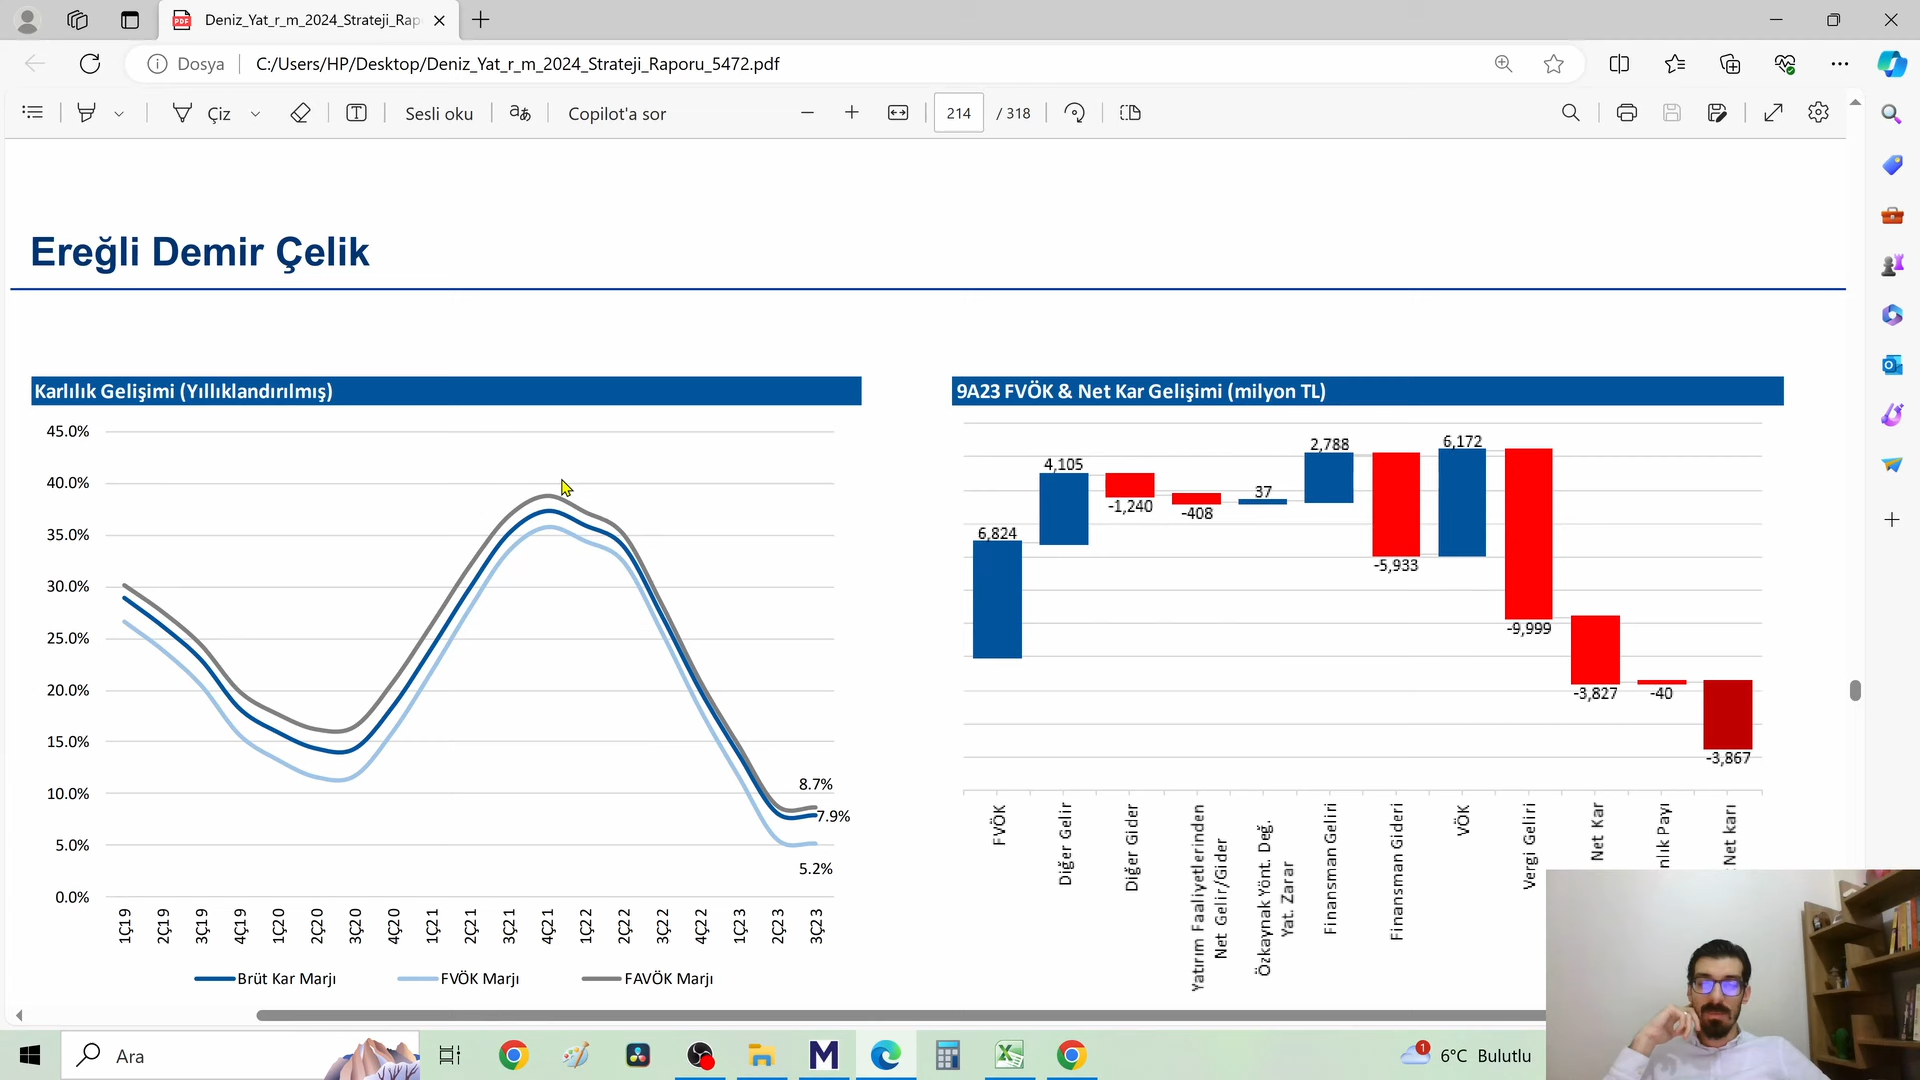 Deniz_Yat_r_m_2024_Strateji_Rap
Dosya
C:/Users/HP/Desktop/Deniz_Yat_r_m_2024_Strateji_Raporu_5472.pdf
Çiz
Sesli oku
aあ
Copilot'a sor
214 / 318
Ereğli Demir Çelik
Karlılık Gelişimi (Yıllıklandırılmış)
45.0%
40.0%
35.0%
30.0%
25.0%
20.0%
15.0%
10.0%
5.0%
0.0%
8.7%
7.9%
5.2%
1Ç19
2Ç19
3Ç19
4Ç19
1Ç20
2Ç20
3Ç20
4Ç20
1Ç21
2Ç21
3Ç21
4Ç21
1Ç22
2Ç22
3Ç22
4Ç22
1Ç23
2Ç23
3Ç23
Brüt Kar Marjı
FVÖK Marjı
FAVÖK Marjı
9A23 FVÖK & Net Kar Gelişimi (milyon TL)
6,824
4,105
-1,240
-408
37
2,788
-5,933
6,172
-9,999
-3,827
-40
-3,867
FVÖK
Diğer Gelir
Diğer Gider
Yatırım Faaliyetlerinden
Net Gelir/Gider
Özkaynak Yönt. Değ.
Yat. Zarar
Finansman Geliri
Finansman Gideri
VÖK
Vergi Geliri
Net Kar
Payı
Net karı
Ara
1
6°C Bulutlu